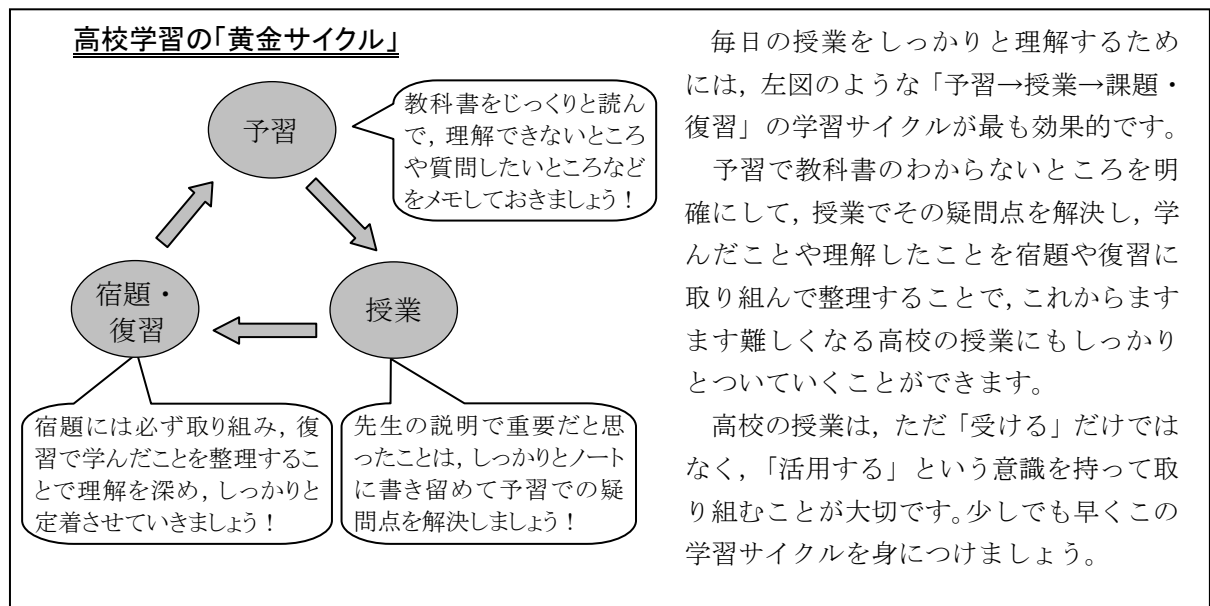 高校学習の「黄金サイクル」
予習
教科書をじっくりと読ん
で，理解できないところ
や質問したいところなど
をメモしておきましょう！
宿題・
復習
授業
宿題には必ず取り組み，復
習で学んだことを整理するこ
とで理解を深め，しっかりと
定着させていきましょう！
先生の説明で重要だと思
ったことは，しっかりとノート
に書き留めて予習での疑
問点を解決しましょう！
毎日の授業をしっかりと理解するため
には，左図のような「予習→授業→課題・
復習」の学習サイクルが最も効果的です。
予習で教科書のわからないところを明
確にして，授業でその疑問点を解決し，学
んだことや理解したことを宿題や復習に
取り組んで整理することで，これからます
ます難しくなる高校の授業にもしっかり
とついていくことができます。
高校の授業は，ただ「受ける」だけでは
なく，「活用する」という意識を持って取
り組むことが大切です。少しでも早くこの
学習サイクルを身につけましょう。